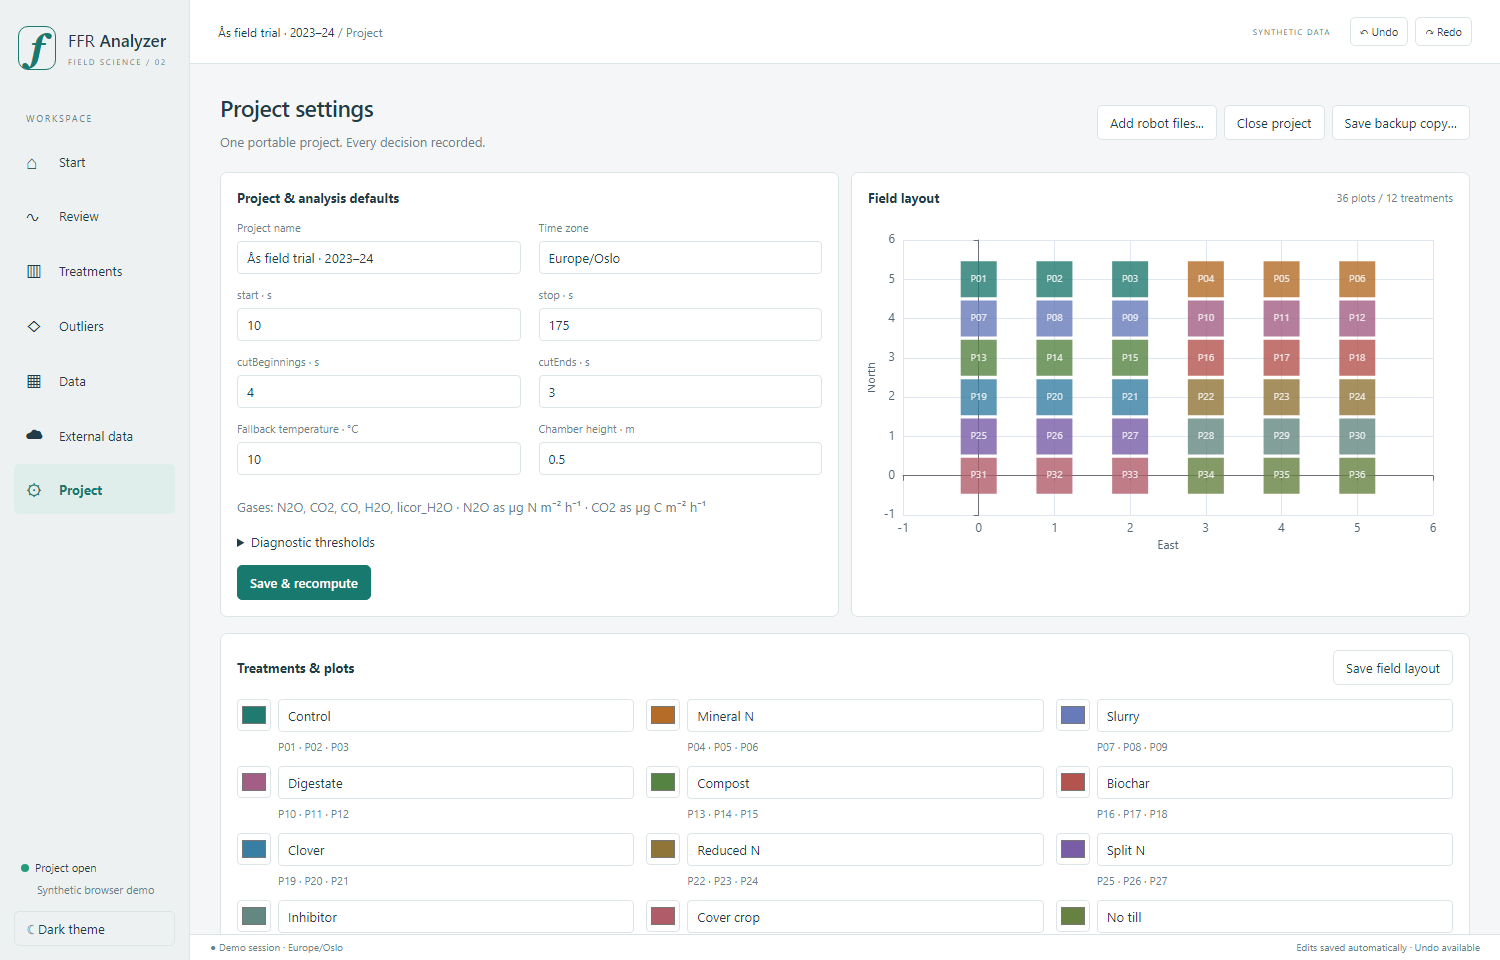 FFR Analyzer
FIELD SCIENCE / 02
WORKSPACE
Start
Review
Treatments
Outliers
Data
External data
Project
Project open
Synthetic browser demo
Dark theme
Ås field trial · 2023–24 / Project
SYNTHETIC DATA
Undo
Redo
Project settings
One portable project. Every decision recorded.
Add robot files...
Close project
Save backup copy...
Project & analysis defaults
Project name
Time zone
Ås field trial · 2023–24
Europe/Oslo
start · s
stop · s
10
175
cutBeginnings · s
cutEnds · s
4
3
Fallback temperature · °C
Chamber height · m
10
0.5
Gases: N2O, CO2, CO, H2O, licor_H2O · N2O as µg N m⁻² h⁻¹ · CO2 as µg C m⁻² h⁻¹
Diagnostic thresholds
Save & recompute
Field layout
36 plots / 12 treatments
6
5
4
3
2
1
0
-1
North
P01 P02 P03 P04 P05 P06
P07 P08 P09 P10 P11 P12
P13 P14 P15 P16 P17 P18
P19 P20 P21 P22 P23 P24
P25 P26 P27 P28 P29 P30
P31 P32 P33 P34 P35 P36
-1 0 1 2 3 4 5 6
East
Treatments & plots
Save field layout
Control
Mineral N
Slurry
P01 · P02 · P03
P04 · P05 · P06
P07 · P08 · P09
Digestate
Compost
Biochar
P10 · P11 · P12
P13 · P14 · P15
P16 · P17 · P18
Clover
Reduced N
Split N
P19 · P20 · P21
P22 · P23 · P24
P25 · P26 · P27
Inhibitor
Cover crop
No till
Demo session · Europe/Oslo
Edits saved automatically · Undo available